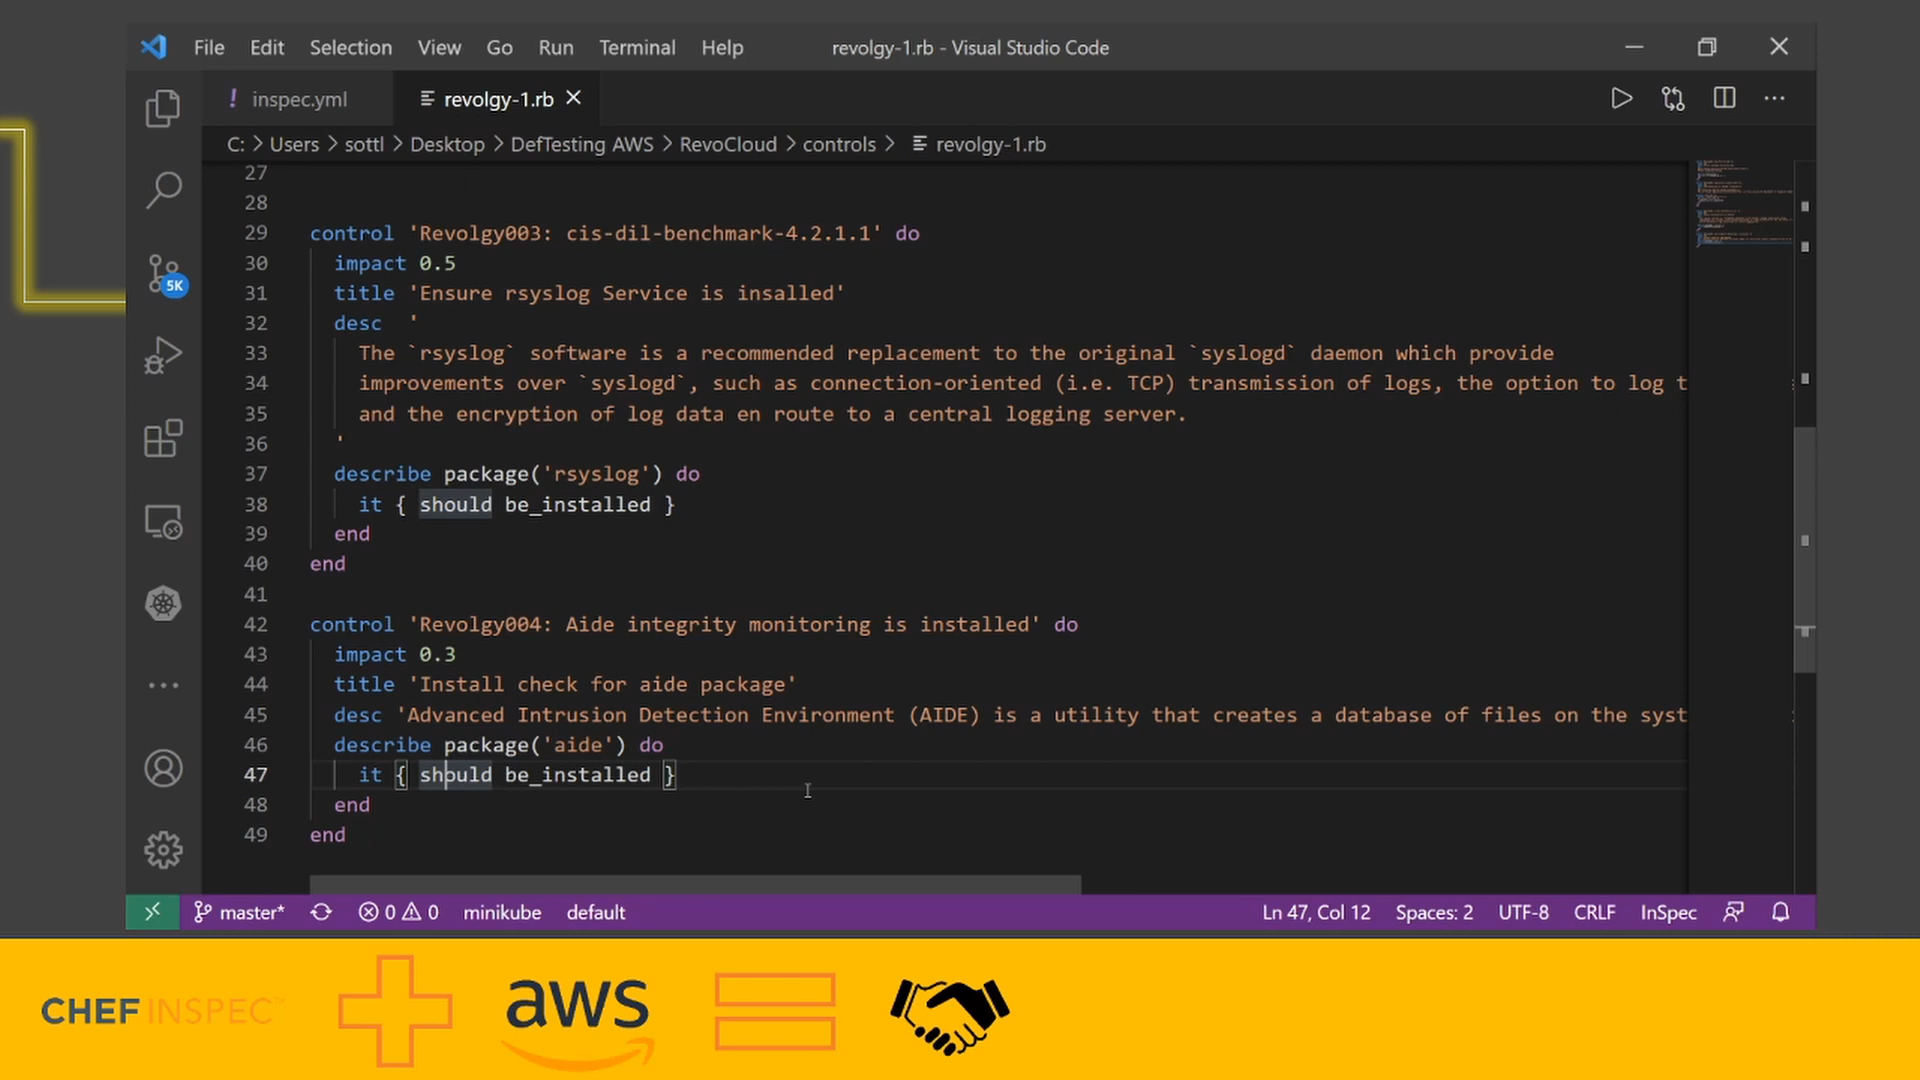 File Edit Selection View Go Run Terminal Help revolgy-1.rb - Visual Studio Code
! inspec.yml revolgy-1.rb
C: > Users > sottl > Desktop > DefTesting AWS > RevoCloud > controls > revolgy-1.rb
27
28
29 control 'Revolgy003: cis-dil-benchmark-4.2.1.1' do
30 impact 0.5
31 title 'Ensure rsyslog Service is insalled'
32 desc '
33 The `rsyslog` software is a recommended replacement to the original `syslogd` daemon which provide
34 improvements over `syslogd`, such as connection-oriented (i.e. TCP) transmission of logs, the option to log t
35 and the encryption of log data en route to a central logging server.
36 '
37 describe package('rsyslog') do
38 it { should be_installed }
39 end
40 end
41
42 control 'Revolgy004: Aide integrity monitoring is installed' do
43 impact 0.3
44 title 'Install check for aide package'
45 desc 'Advanced Intrusion Detection Environment (AIDE) is a utility that creates a database of files on the syst
46 describe package('aide') do
47 it { should be_installed }
48 end
49 end
5K
master* 0 0 minikube default Ln 47, Col 12 Spaces: 2 UTF-8 CRLF InSpec
CHEF INSPEC™ aws